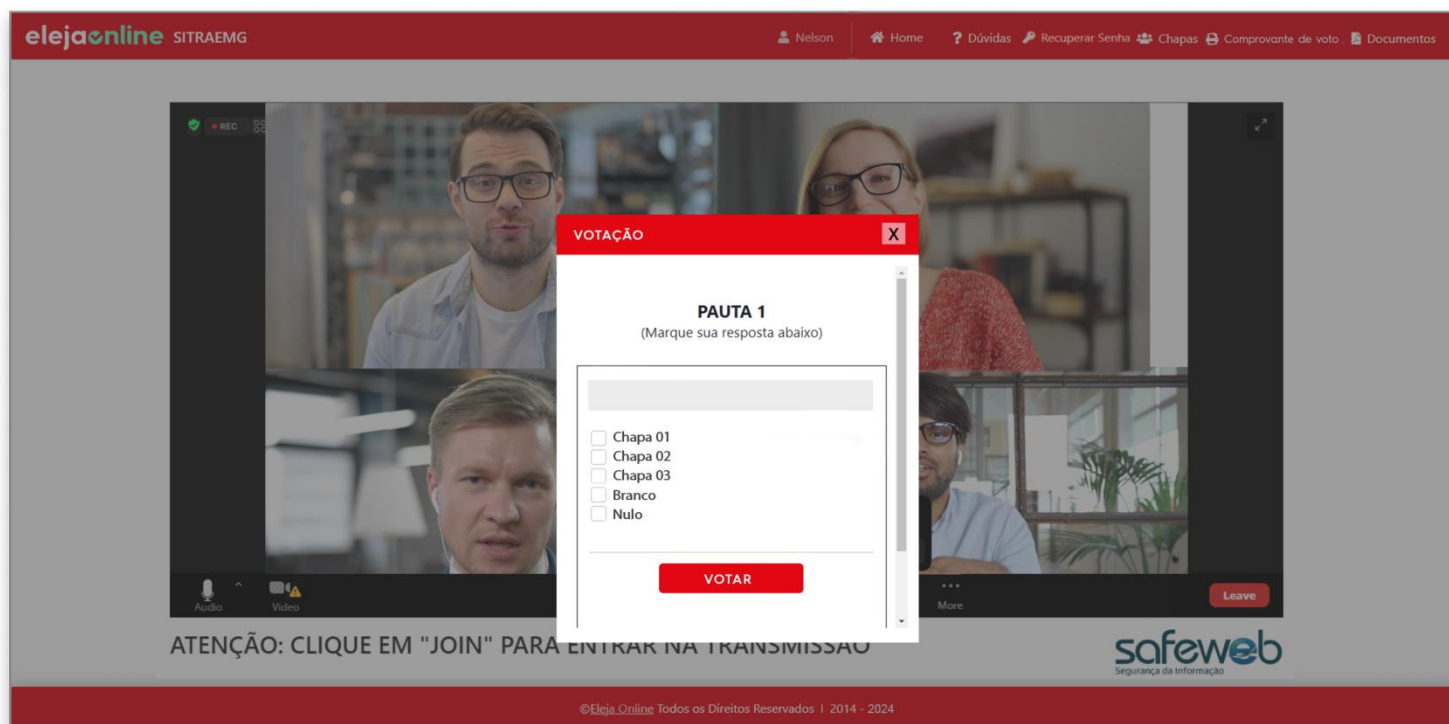 elejaonline SITRAEMG
Nelson
Home
Dúvidas
Recuperar Senha
Chapas
Comprovante de voto
Documentos
REC
VOTAÇÃO
X
PAUTA 1
(Marque sua resposta abaixo)
Chapa 01
Chapa 02
Chapa 03
Branco
Nulo
VOTAR
Audio
Video
More
Leave
ATENÇÃO: CLIQUE EM "JOIN" PARA ENTRAR NA TRANSMISSÃO
safeweb
Segurança da Informação
©Eleja Online Todos os Direitos Reservados | 2014 - 2024